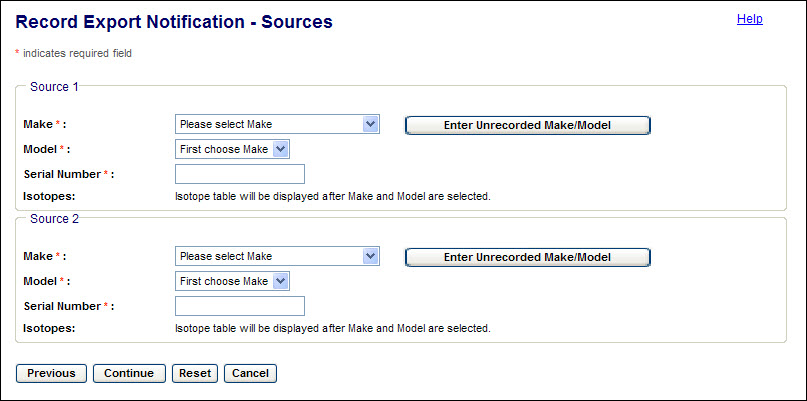 Record Export Notification - Sources
Help
* indicates required field
Source 1
Make * : Please select Make Enter Unrecorded Make/Model
Model * : First choose Make
Serial Number * :
Isotopes: Isotope table will be displayed after Make and Model are selected.
Source 2
Make * : Please select Make Enter Unrecorded Make/Model
Model * : First choose Make
Serial Number * :
Isotopes: Isotope table will be displayed after Make and Model are selected.
Previous Continue Reset Cancel